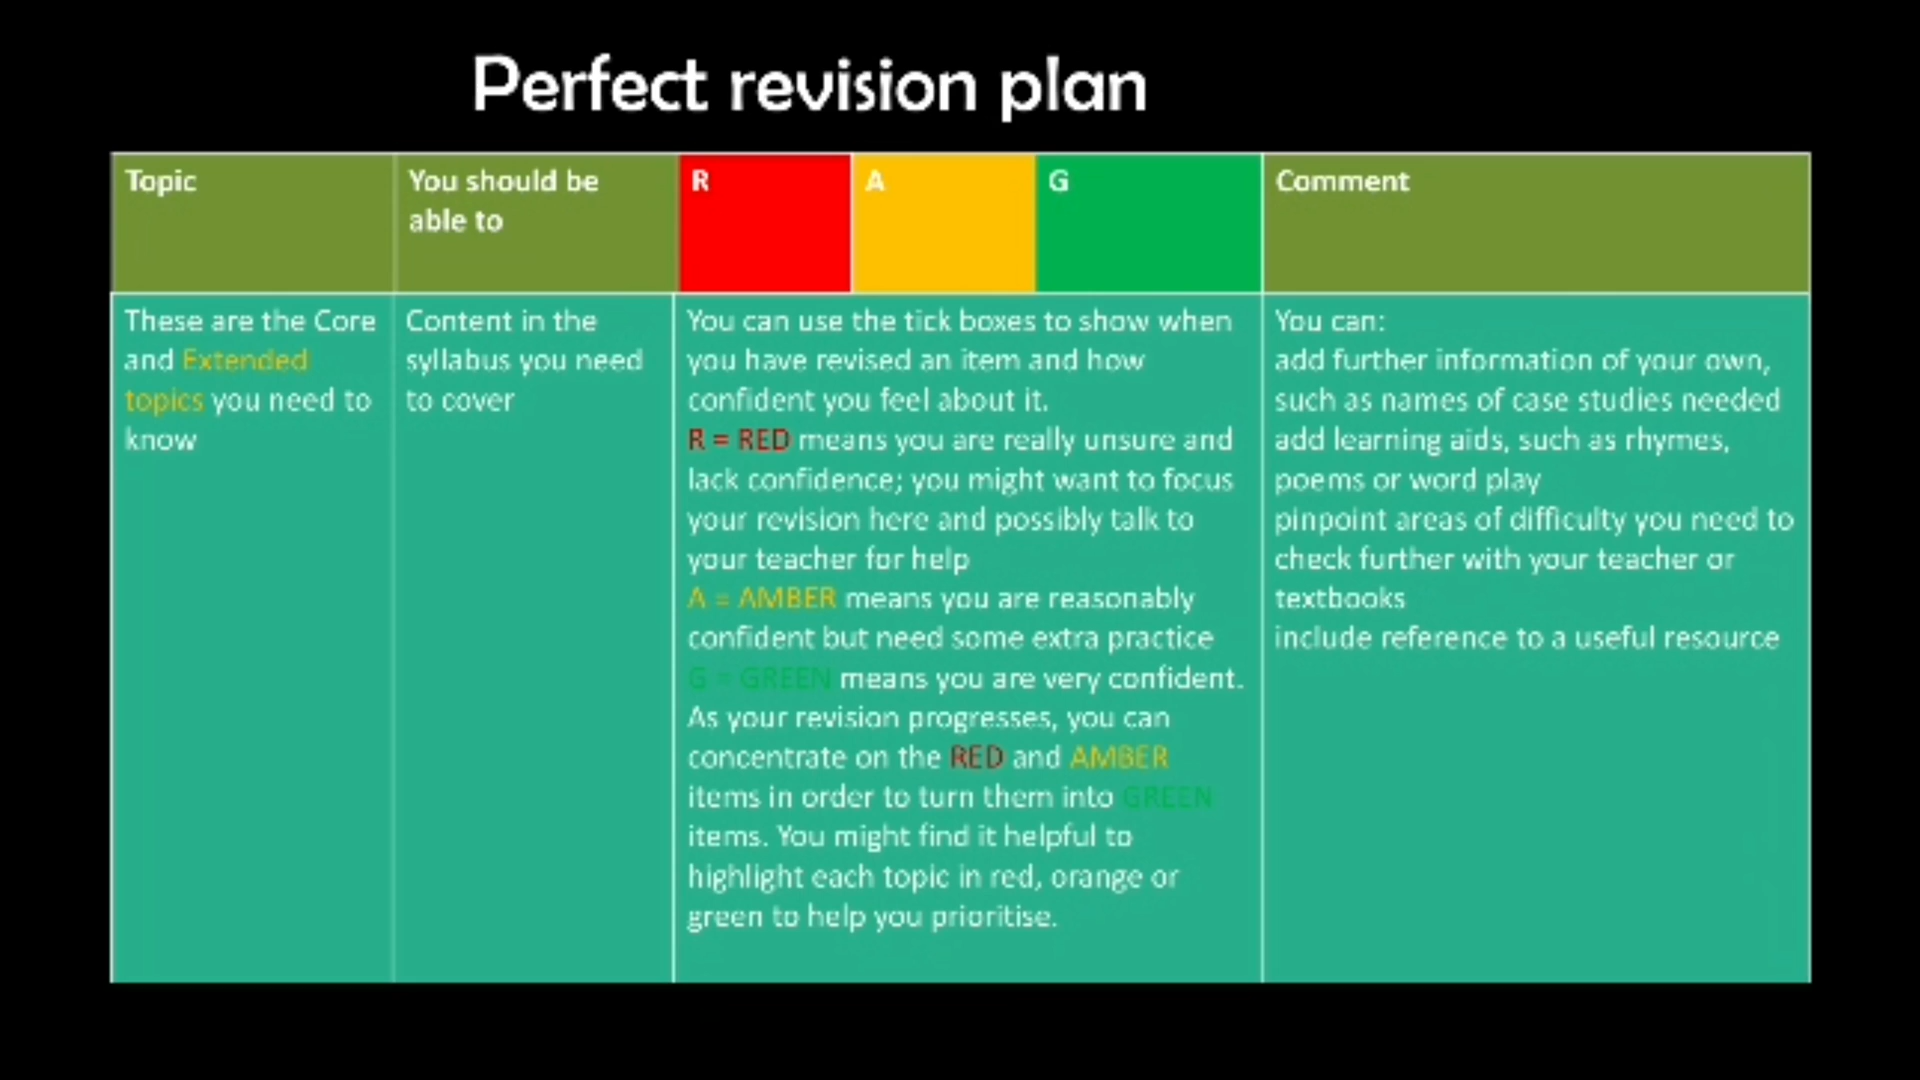 Perfect revision plan
Topic
You should be
able to
R
A
G
Comment
These are the Core
and Extended
topics you need to
know
Content in the
syllabus you need
to cover
You can use the tick boxes to show when
you have revised an item and how
confident you feel about it.
R = RED means you are really unsure and
lack confidence; you might want to focus
your revision here and possibly talk to
your teacher for help
A = AMBER means you are reasonably
confident but need some extra practice
G = GREEN means you are very confident.
As your revision progresses, you can
concentrate on the RED and AMBER
items in order to turn them into GREEN
items. You might find it helpful to
highlight each topic in red, orange or
green to help you prioritise.
You can:
add further information of your own,
such as names of case studies needed
add learning aids, such as rhymes,
poems or word play
pinpoint areas of difficulty you need to
check further with your teacher or
textbooks
include reference to a useful resource